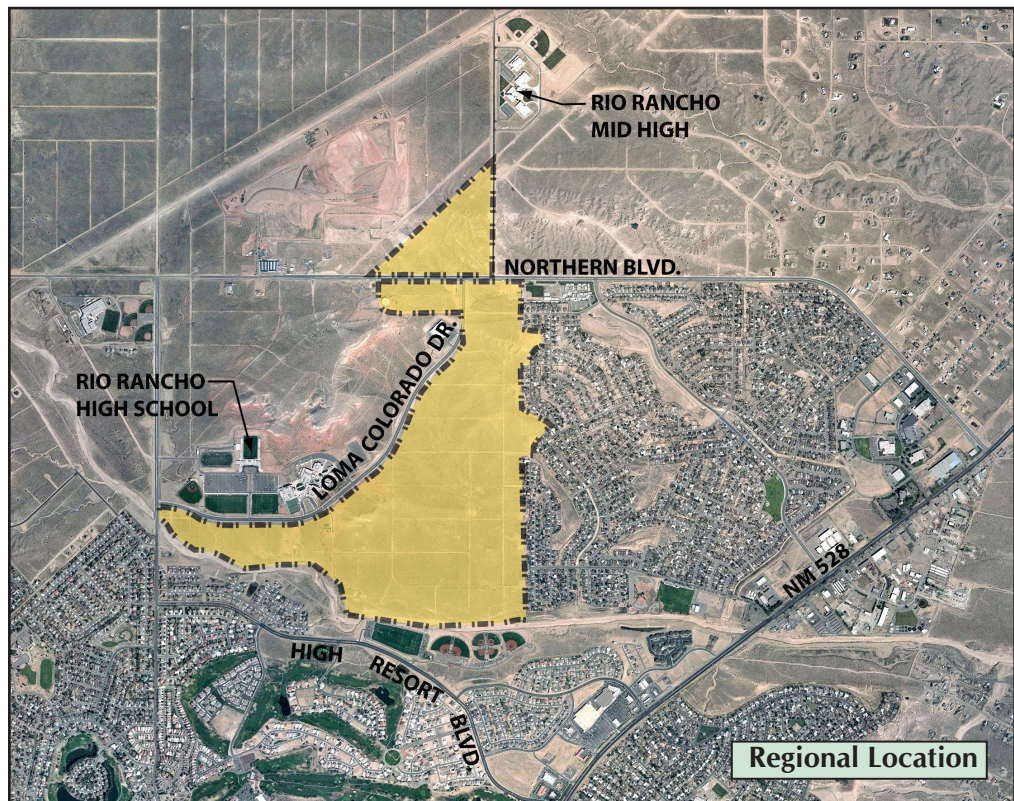 RIO RANCHO
MID HIGH
NORTHERN BLVD.
LOMA COLORADO DR.
RIO RANCHO
HIGH SCHOOL
NM 528
HIGH RESORT BLVD.
Regional Location